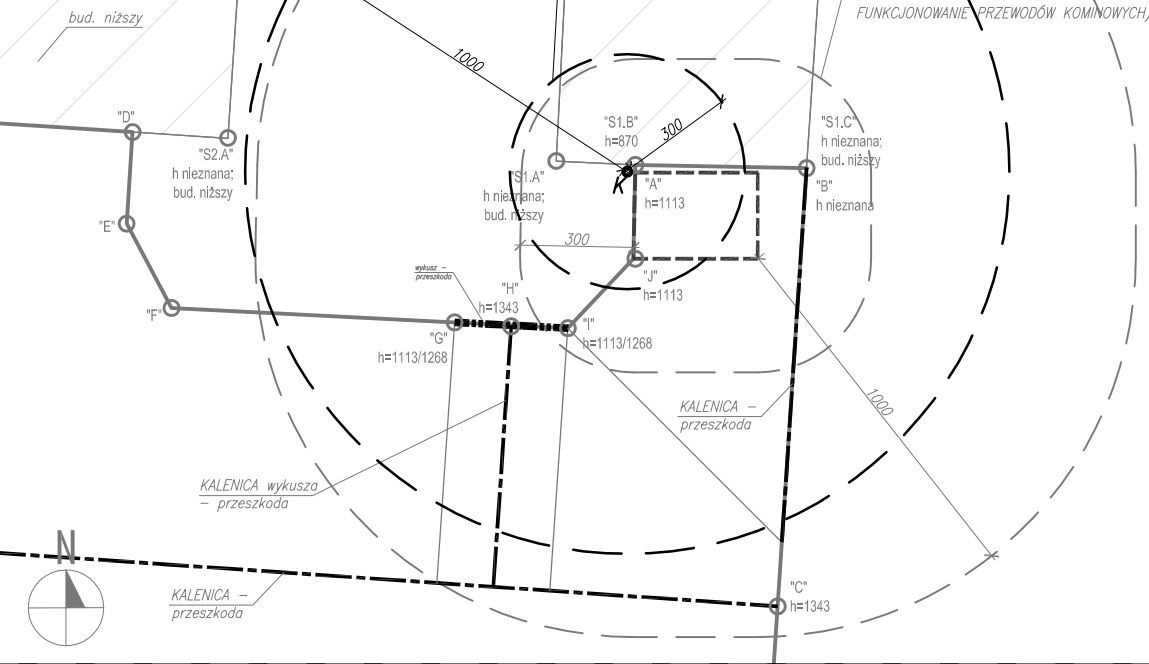 bud. niższy
FUNKCJONOWANIE PRZEWODÓW KOMINOWYCH)
1000
"D"
"S2.A"
h nieznana;
bud. niższy
"S1.B"
h=870
300
"S1.C"
h nieznana;
bud. niższy
"S1.A"
h nieznana;
bud. niższy
"A"
h=1113
"B"
h nieznana
K
"E"
300
wykusz –
przeszkoda
"J"
h=1113
"H"
h=1343
"F"
"G"
h=1113/1268
"I"
h=1113/1268
1000
KALENICA –
przeszkoda
KALENICA wykusza
– przeszkoda
N
KALENICA –
przeszkoda
"C"
h=1343